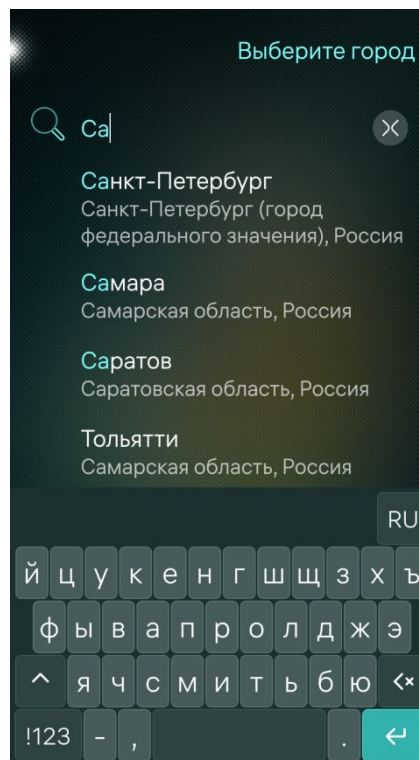 Выберите город
Са
Санкт-Петербург
Санкт-Петербург (город
федерального значения), Россия
Самара
Самарская область, Россия
Саратов
Саратовская область, Россия
Тольятти
Самарская область, Россия
RU
й ц у к е н г ш щ з х ъ
ф ы в а п р о л д ж э
я ч с м и т ь б ю
!123 - , .